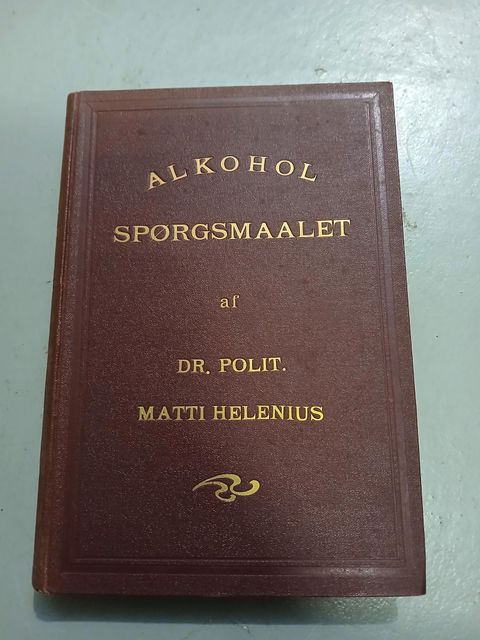 ALKOHOL
SPØRGSMAALET
af
DR. POLIT.
MATTI HELENIUS